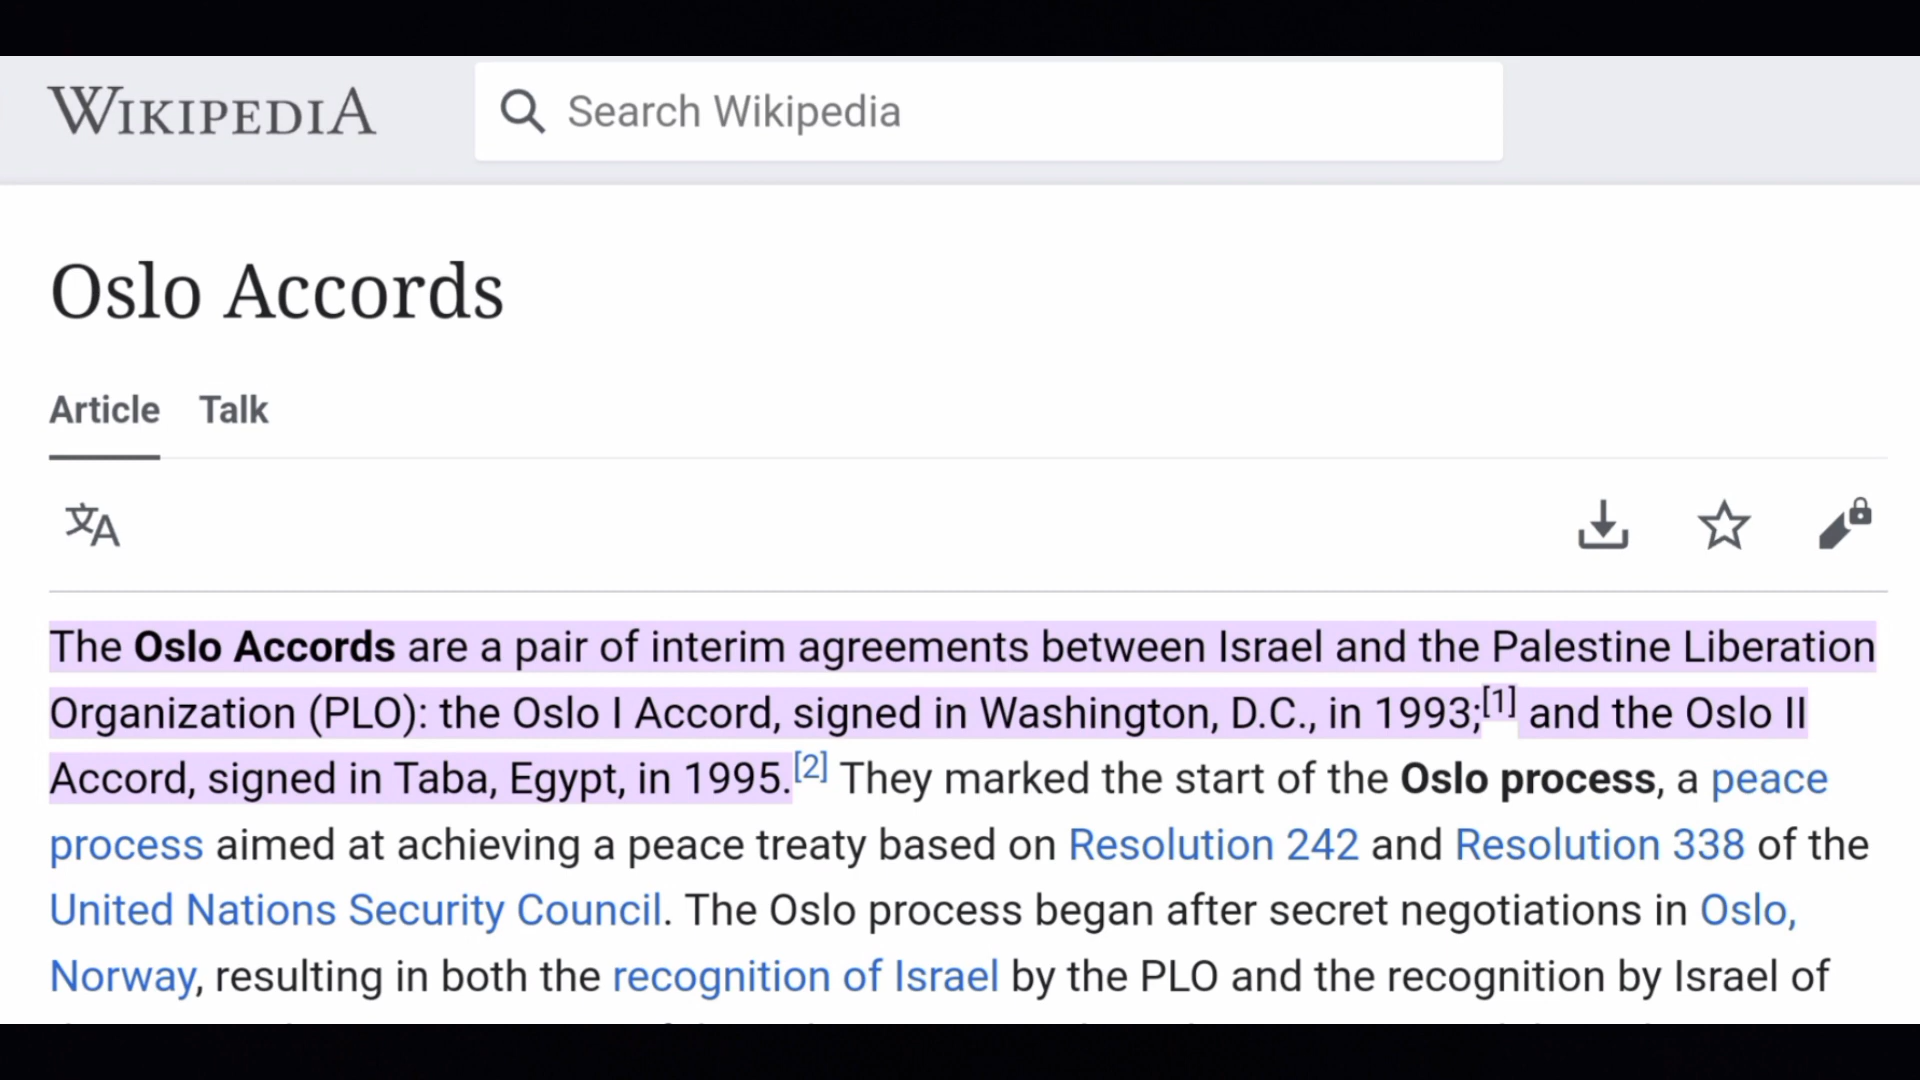 WIKIPEDIA
Search Wikipedia
Oslo Accords
Article Talk
文A
The Oslo Accords are a pair of interim agreements between Israel and the Palestine Liberation
Organization (PLO): the Oslo I Accord, signed in Washington, D.C., in 1993;[1] and the Oslo II
Accord, signed in Taba, Egypt, in 1995.[2] They marked the start of the Oslo process, a peace
process aimed at achieving a peace treaty based on Resolution 242 and Resolution 338 of the
United Nations Security Council. The Oslo process began after secret negotiations in Oslo,
Norway, resulting in both the recognition of Israel by the PLO and the recognition by Israel of